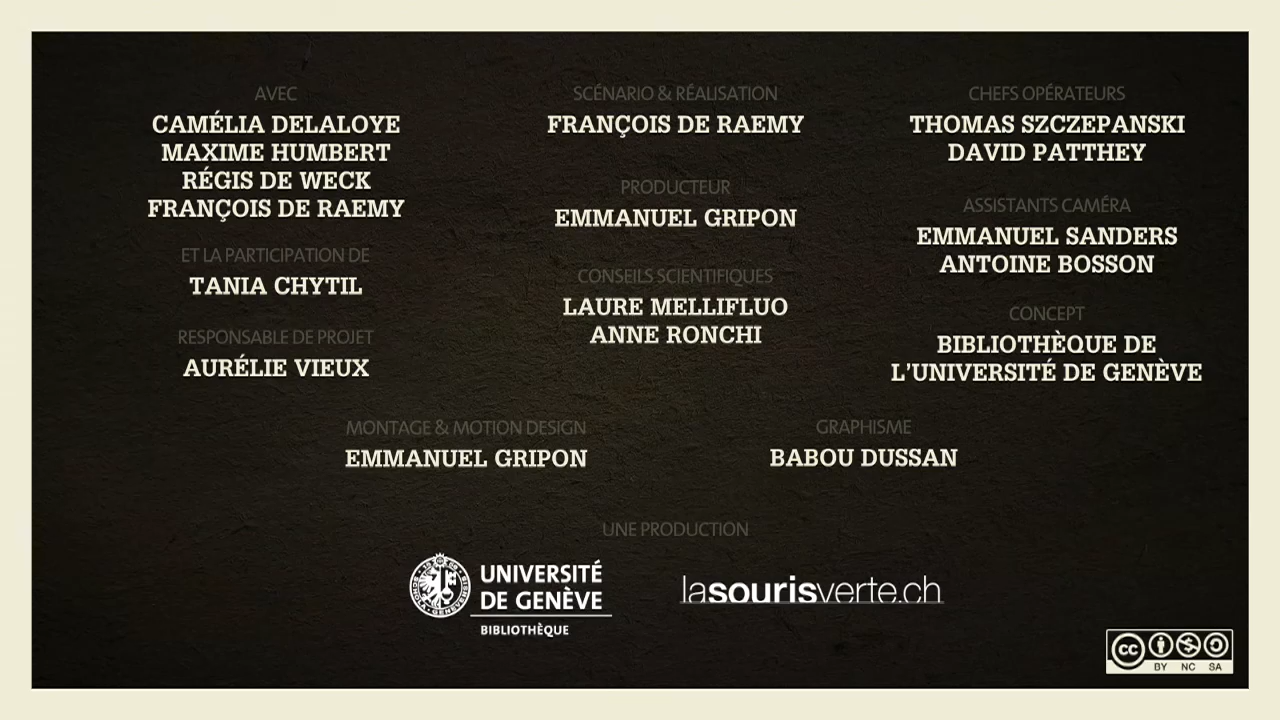 AVEC
CAMÉLIA DELALOYE
MAXIME HUMBERT
RÉGIS DE WECK
FRANÇOIS DE RAEMY
ET LA PARTICIPATION DE
TANIA CHYTIL
RESPONSABLE DE PROJET
AURÉLIE VIEUX
SCÉNARIO & RÉALISATION
FRANÇOIS DE RAEMY
PRODUCTEUR
EMMANUEL GRIPON
CONSEILS SCIENTIFIQUES
LAURE MELLIFLUO
ANNE RONCHI
CHEFS OPÉRATEURS
THOMAS SZCZEPANSKI
DAVID PATTHEY
ASSISTANTS CAMÉRA
EMMANUEL SANDERS
ANTOINE BOSSON
CONCEPT
BIBLIOTHÈQUE DE
L'UNIVERSITÉ DE GENÈVE
MONTAGE & MOTION DESIGN
EMMANUEL GRIPON
GRAPHISME
BABOU DUSSAN
UNE PRODUCTION
UNIVERSITÉ
DE GENÈVE
BIBLIOTHÈQUE
lasourisverte.ch
cc
BY NC SA